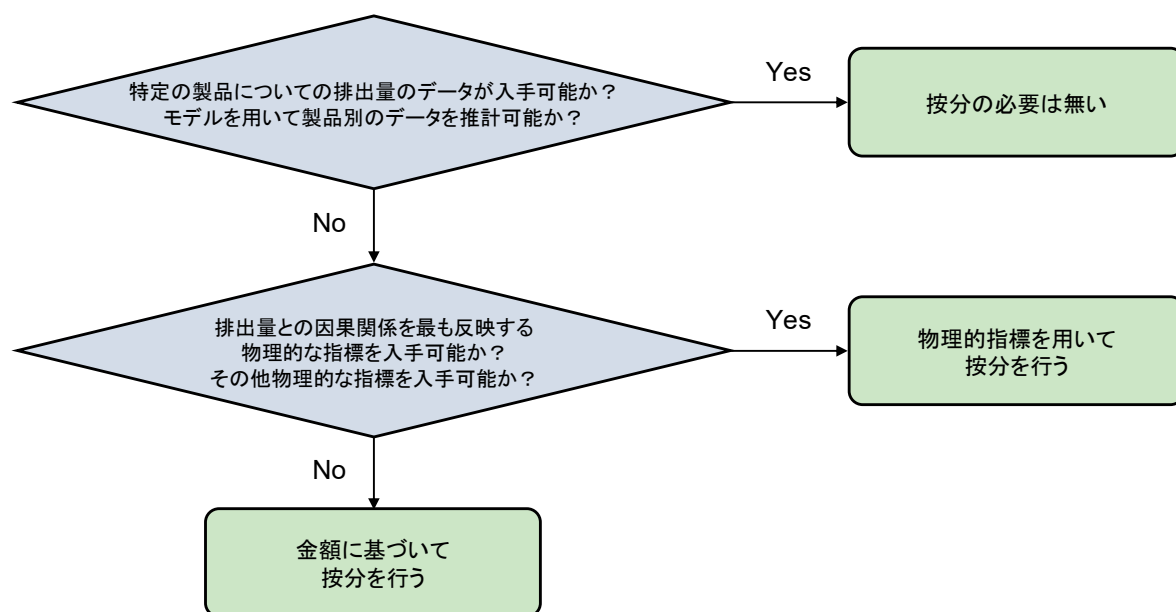 特定の製品についての排出量のデータが入手可能か？
モデルを用いて製品別のデータを推計可能か？
Yes
按分の必要は無い
No
排出量との因果関係を最も反映する
物理的な指標を入手可能か？
その他物理的な指標を入手可能か？
Yes
物理的指標を用いて
按分を行う
No
金額に基づいて
按分を行う